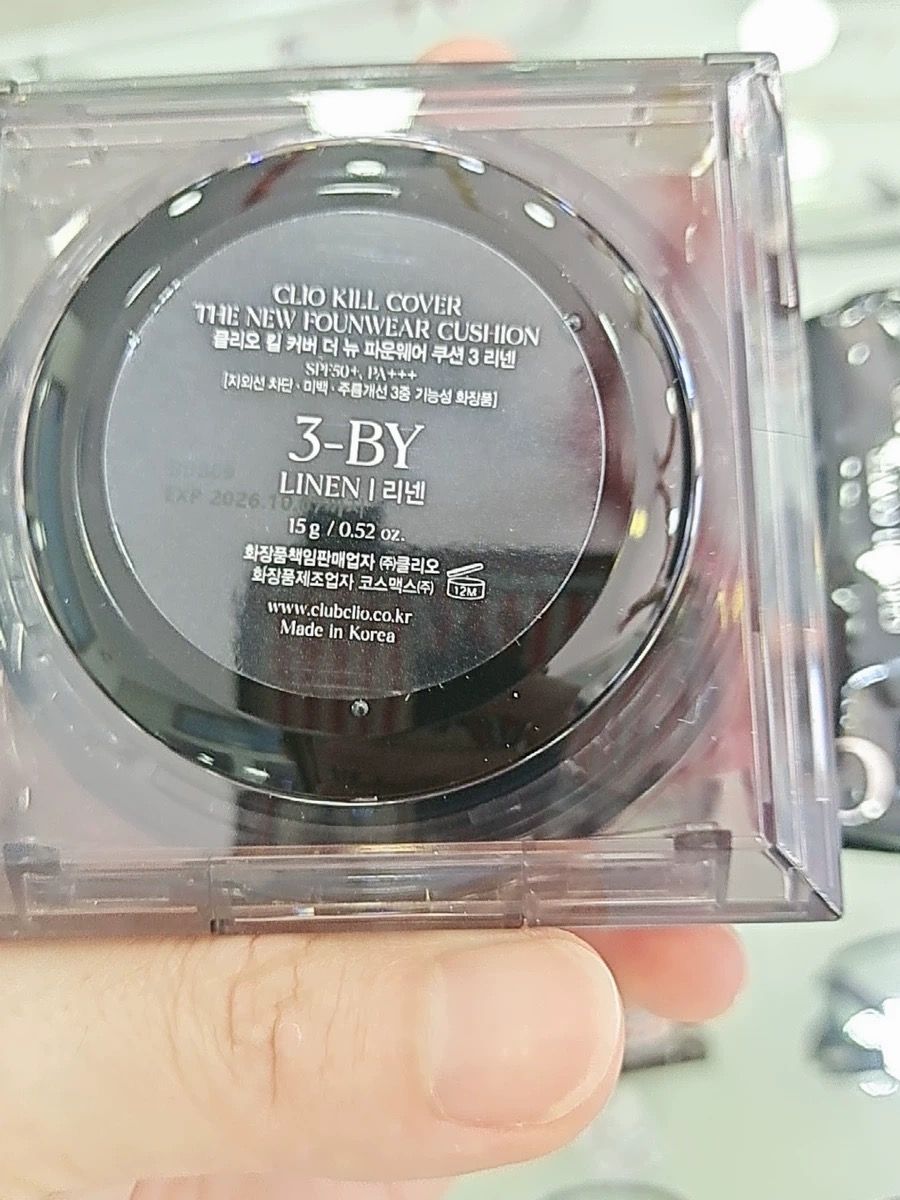 CLIO KILL COVER
THE NEW FOUNWEAR CUSHION
클리오 킬 커버 더 뉴 파운웨어 쿠션 3 리넨
SPF50+, PA+++
[자외선 차단 · 미백 · 주름개선 3중 기능성 화장품]
3-BY
LINEN | 리넨
EXP 2026.10.
15 g / 0.52 oz.
화장품책임판매업자 ㈜클리오
화장품제조업자 코스맥스㈜
12M
www.clubclio.co.kr
Made in Korea